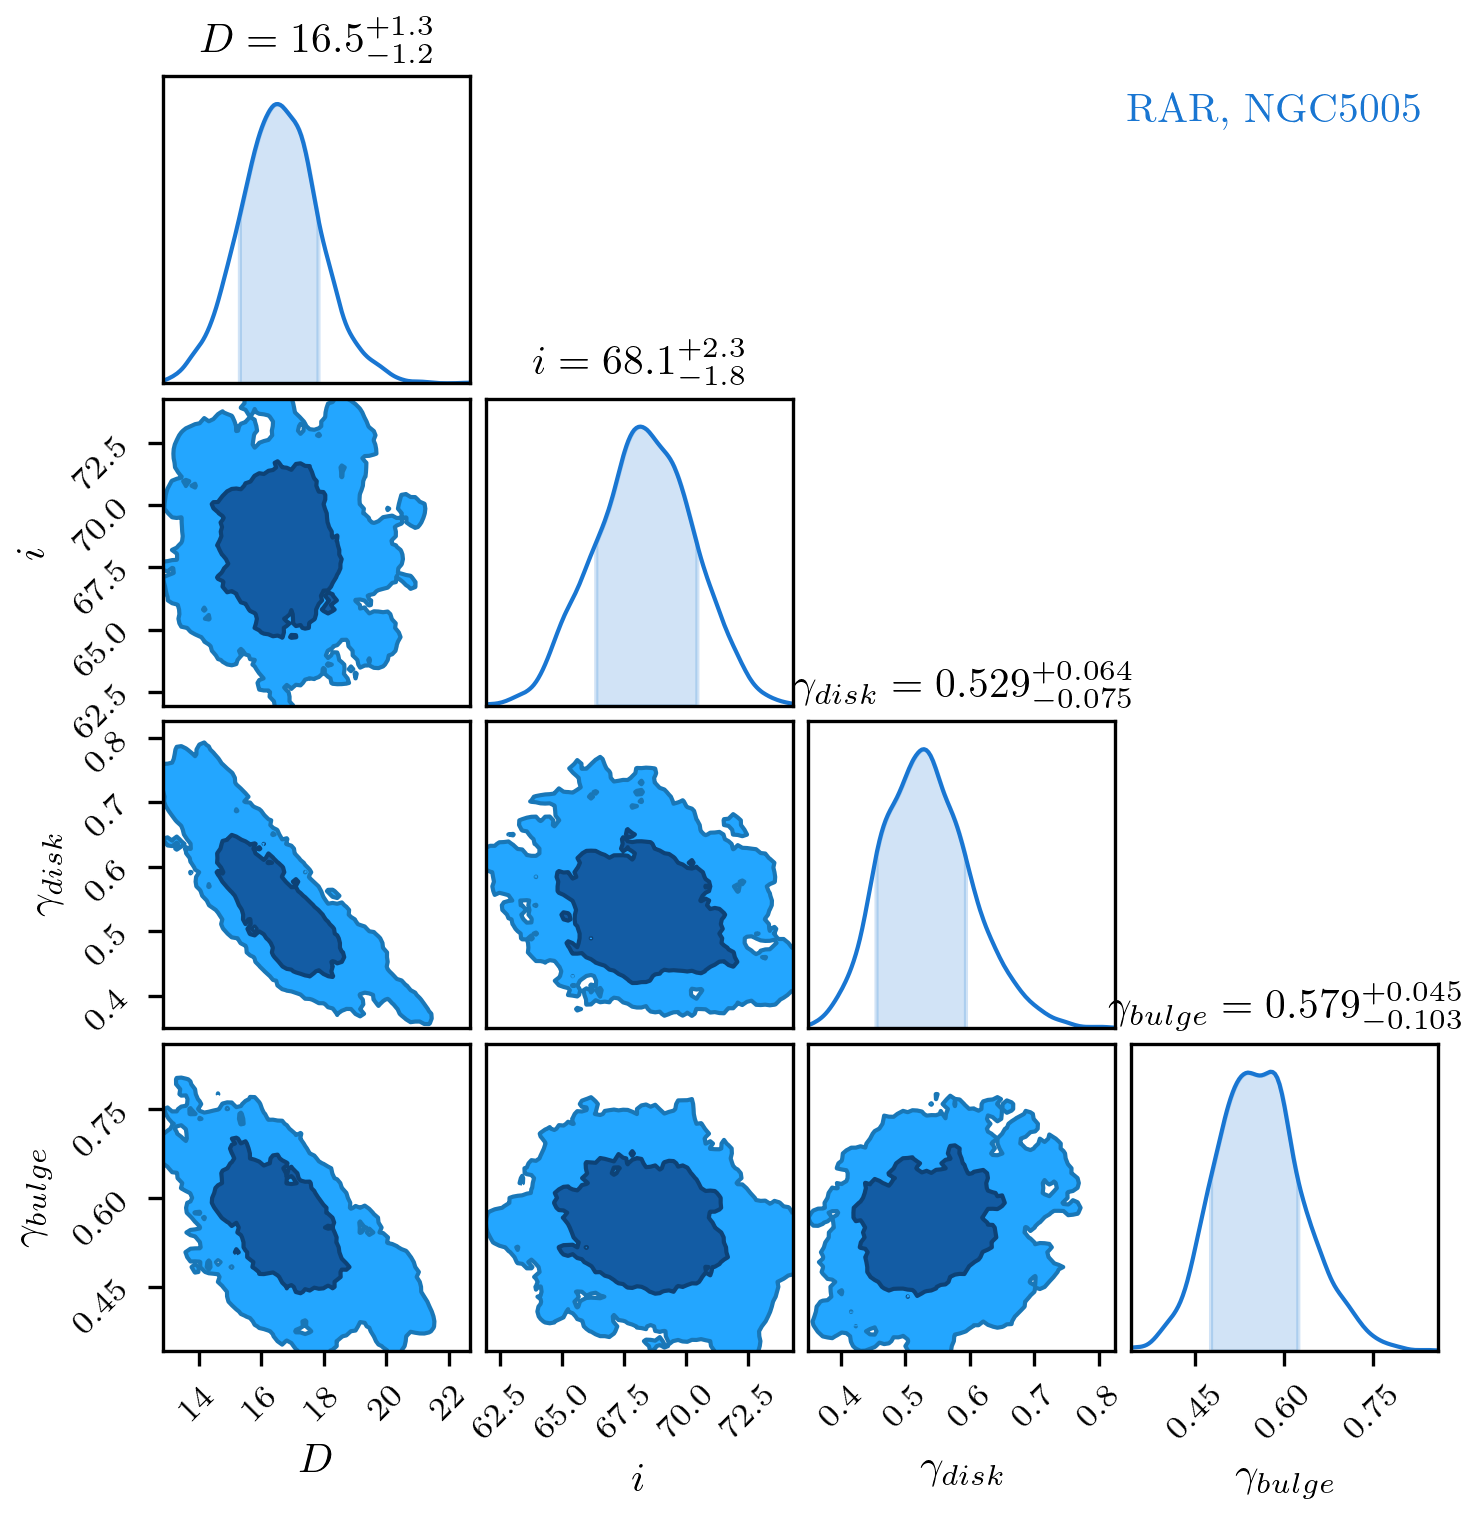 D = 16.5^{+1.3}_{-1.2}
RAR, NGC5005
i = 68.1^{+2.3}_{-1.8}
i
72.5
70.0
67.5
65.0
62.5
γ_{disk} = 0.529^{+0.064}_{-0.075}
γ_{disk}
0.8
0.7
0.6
0.5
0.4
γ_{bulge} = 0.579^{+0.045}_{-0.103}
γ_{bulge}
0.75
0.60
0.45
14 16 18 20 22
62.5 65.0 67.5 70.0 72.5
0.4 0.5 0.6 0.7 0.8
0.45 0.60 0.75
D
i
γ_{disk}
γ_{bulge}